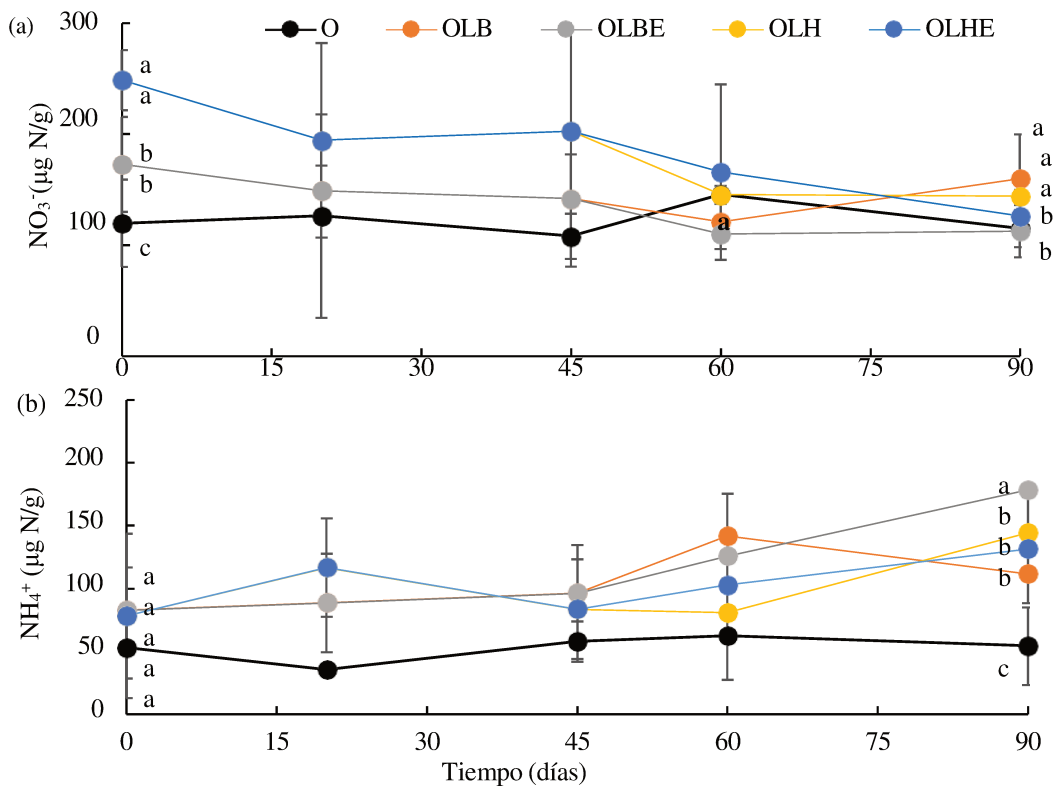 (a)
300
O OLB OLBE OLH OLHE
a
a
200
b
b
100
c
0
NO₃⁻(µg N/g)
a
a
a
a
b
b
0 15 30 45 60 75 90
(b)
250
200
150
100
50
0
NH₄⁺ (µg N/g)
a
a
a
a
a
a
b
b
b
c
0 15 30 45 60 75 90
Tiempo (días)